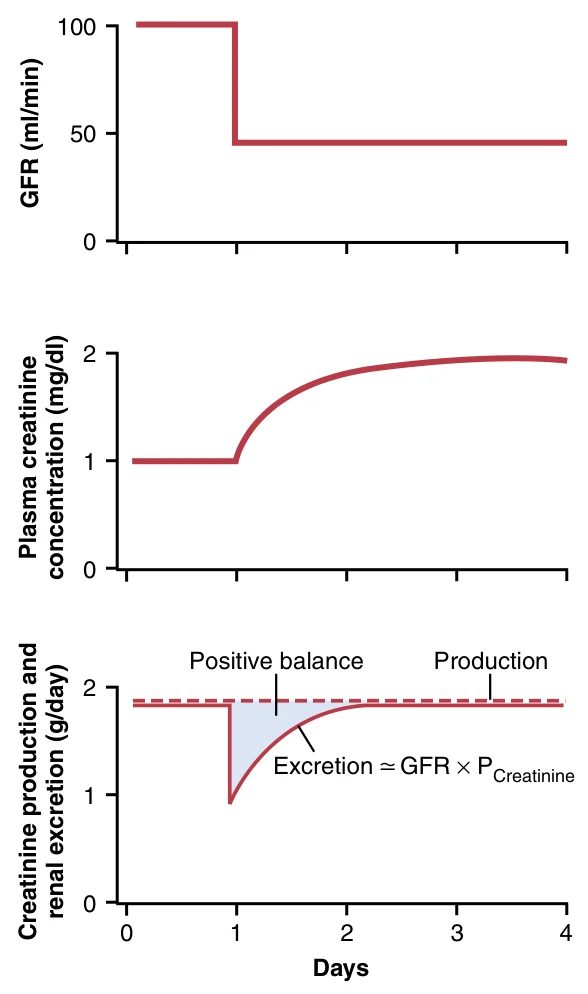 GFR (ml/min)
100
50
0
Plasma creatinine
concentration (mg/dl)
2
1
0
Creatinine production and
renal excretion (g/day)
2
1
0
Positive balance
Production
Excretion ≃ GFR × PCreatinine
0 1 2 3 4
Days